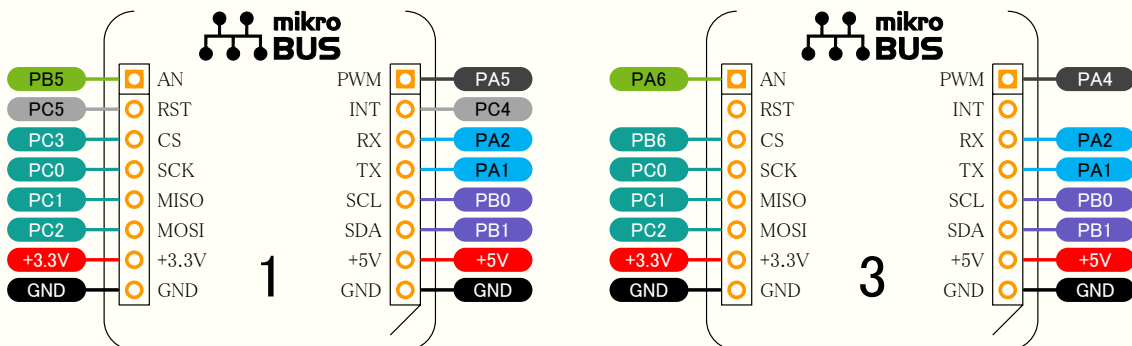 mikro
BUS
PB5 AN PWM PA5
PC5 RST INT PC4
PC3 CS RX PA2
PC0 SCK TX PA1
PC1 MISO SCL PB0
PC2 MOSI SDA PB1
+3.3V +3.3V +5V +5V
GND GND GND GND
1
mikro
BUS
PA6 AN PWM PA4
RST INT
PB6 CS RX PA2
PC0 SCK TX PA1
PC1 MISO SCL PB0
PC2 MOSI SDA PB1
+3.3V +3.3V +5V +5V
GND GND GND GND
3